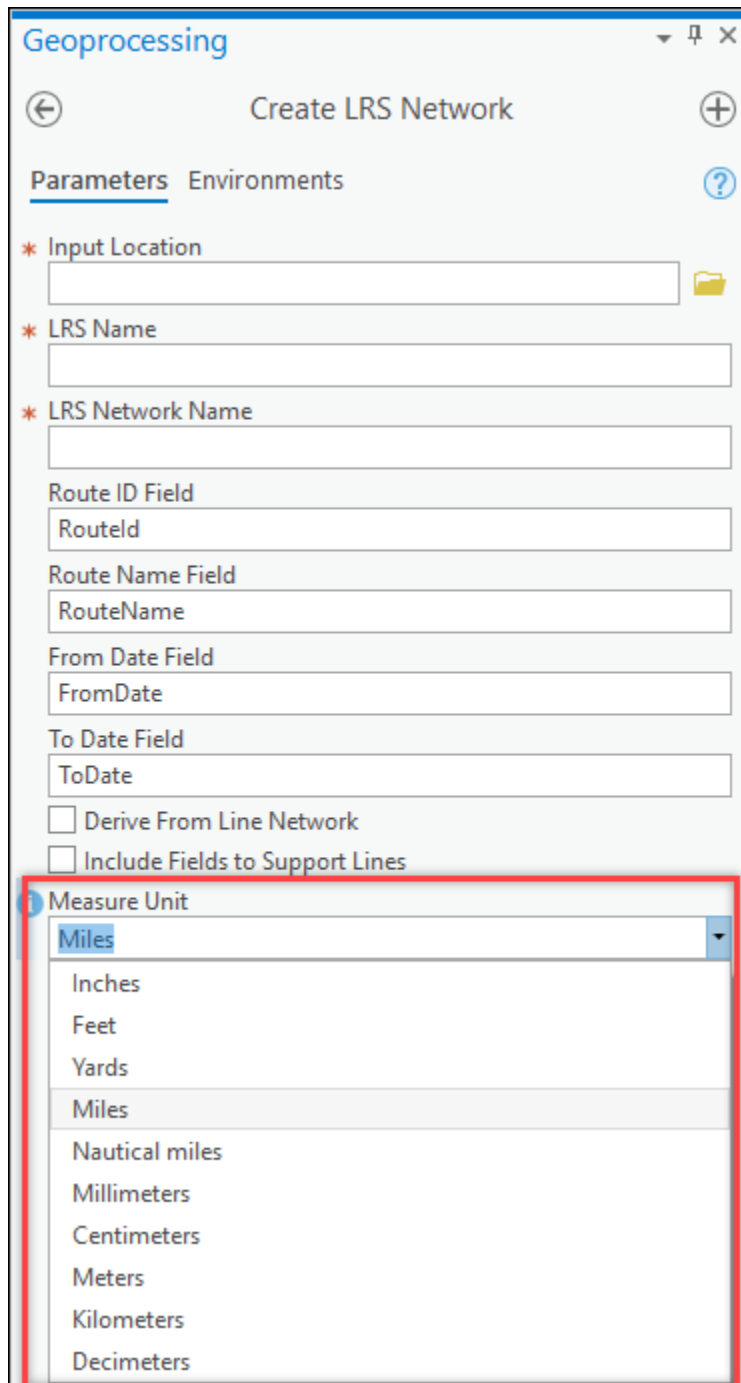 Geoprocessing
Create LRS Network
Parameters Environments
?
* Input Location
* LRS Name
* LRS Network Name
Route ID Field
RouteId
Route Name Field
RouteName
From Date Field
FromDate
To Date Field
ToDate
Derive From Line Network
Include Fields to Support Lines
i Measure Unit
Miles
Inches
Feet
Yards
Miles
Nautical miles
Millimeters
Centimeters
Meters
Kilometers
Decimeters